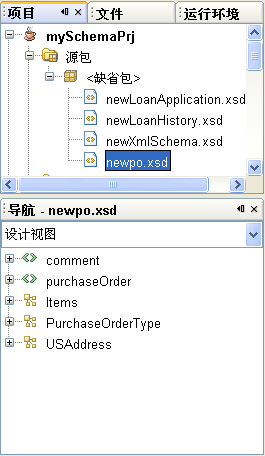 项目 文件 运行环境
mySchemaPrj
源包
<缺省包>
newLoanApplication.xsd
newLoanHistory.xsd
newXmlSchema.xsd
newpo.xsd
导航 - newpo.xsd
设计视图
comment
purchaseOrder
Items
PurchaseOrderType
USAddress